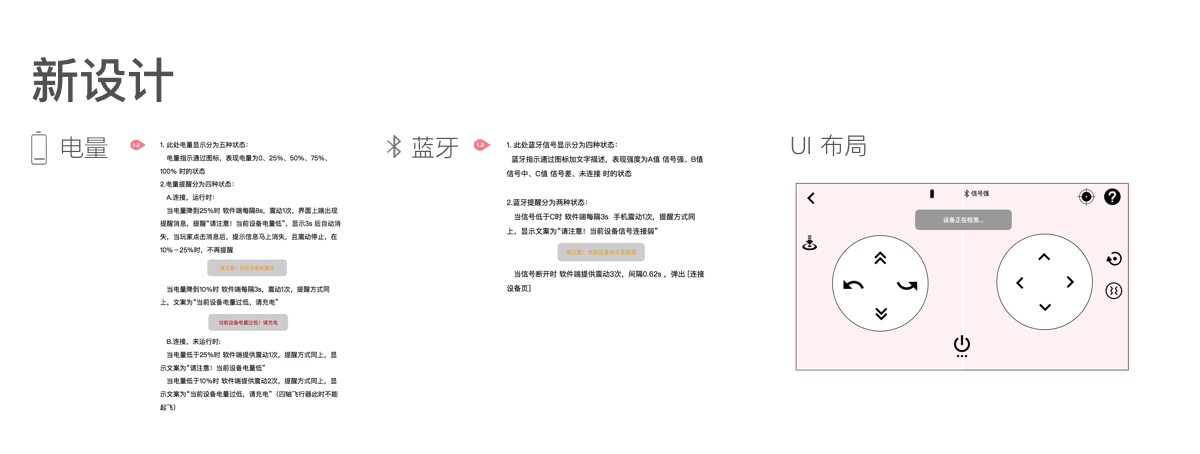 新设计
电量
1.2
1. 此处电量显示分为五种状态：
电量指示通过图标，表现电量为0、25%、50%、75%、
100% 时的状态
2.电量提醒分为四种状态：
A.连接，运行时：
当电量降到25%时 软件端每隔8s，震动1次，界面上端出现
提醒消息，提醒“请注意！当前设备电量低”，显示3s 后自动消
失，当玩家点击消息后，提示信息马上消失，且震动停止，在
10%－25%时，不再提醒
请注意！当前设备电量低
当电量降到10%时 软件端每隔3s，震动1次，提醒方式同
上，文案为“当前设备电量过低，请充电”
当前设备电量过低！请充电
B.连接，未运行时:
当电量低于25%时 软件端提供震动1次，提醒方式同上，显
示文案为“请注意！当前设备电量低”
当电量低于10%时 软件端提供震动2次，提醒方式同上，显
示文案为“当前设备电量过低，请充电”（四轴飞行器此时不能
起飞）
蓝牙
1.2
1. 此处蓝牙信号显示分为四种状态：
蓝牙指示通过图标加文字描述，表现强度为A值 信号强、B值
信号中、C值 信号差、未连接 时的状态
2.蓝牙提醒分为两种状态：
当信号低于C时 软件端每隔3s 手机震动1次，提醒方式同
上，显示文案为“请注意！当前设备信号连接弱”
请注意！当前设备信号连接弱
当信号断开时 软件端提供震动3次，间隔0.62s ，弹出 [连接
设备页]
UI 布局
信号强
设备正在校准...